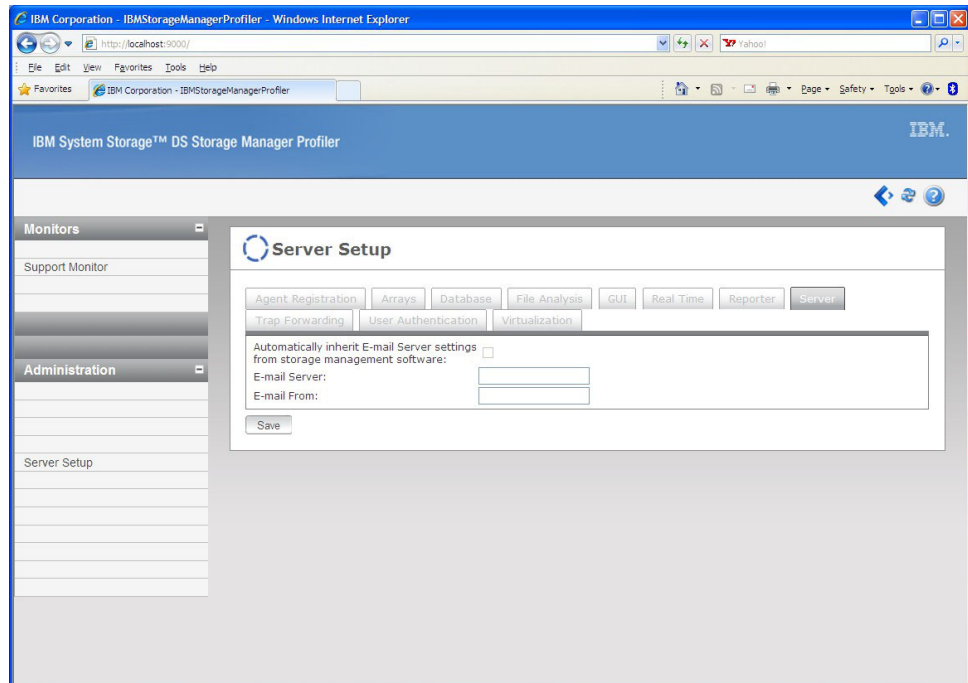 IBM Corporation - IBMStorageManagerProfiler - Windows Internet Explorer
http://localhost:9000/
Yahoo!
File Edit View Favorites Tools Help
Favorites IBM Corporation - IBMStorageManagerProfiler Page Safety Tools
IBM System Storage™ DS Storage Manager Profiler
IBM.
Monitors
Support Monitor
Administration
Server Setup
Server Setup
Agent Registration Arrays Database File Analysis GUI Real Time Reporter Server
Trap Forwarding User Authentication Virtualization
Automatically inherit E-mail Server settings
from storage management software:
E-mail Server:
E-mail From:
Save